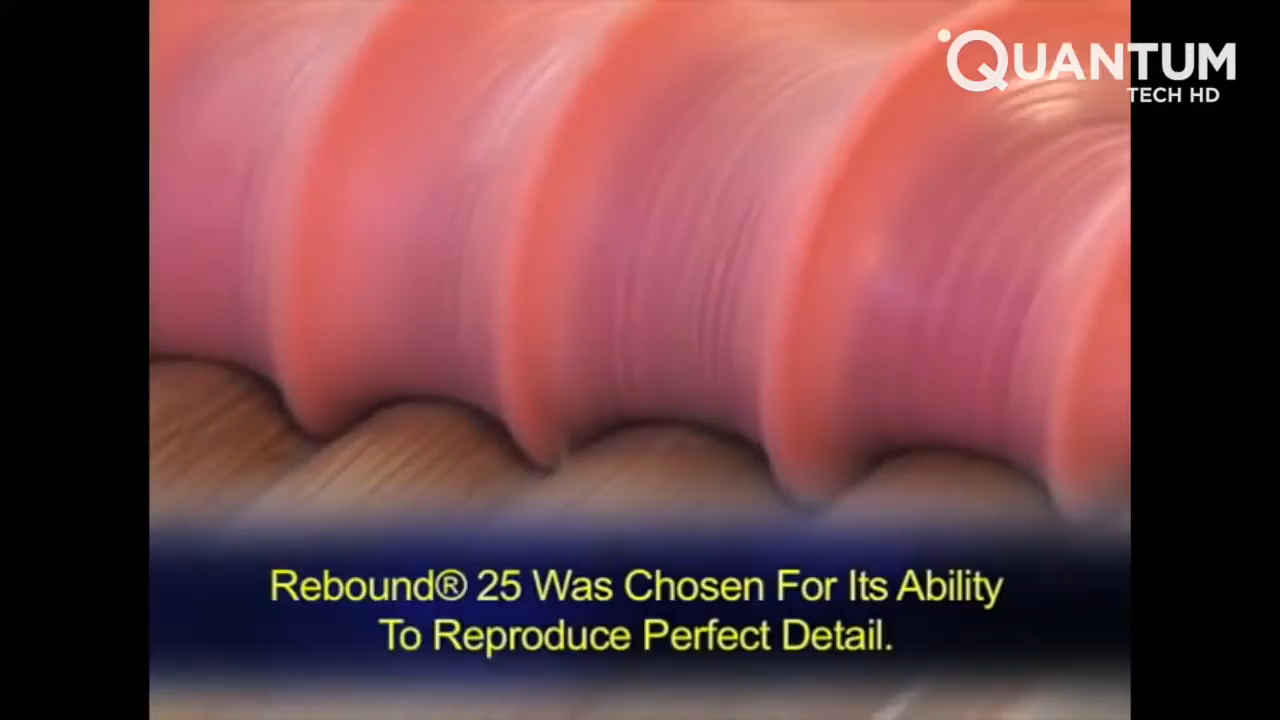 QUANTUM
TECH HD
Rebound® 25 Was Chosen For Its Ability
To Reproduce Perfect Detail.